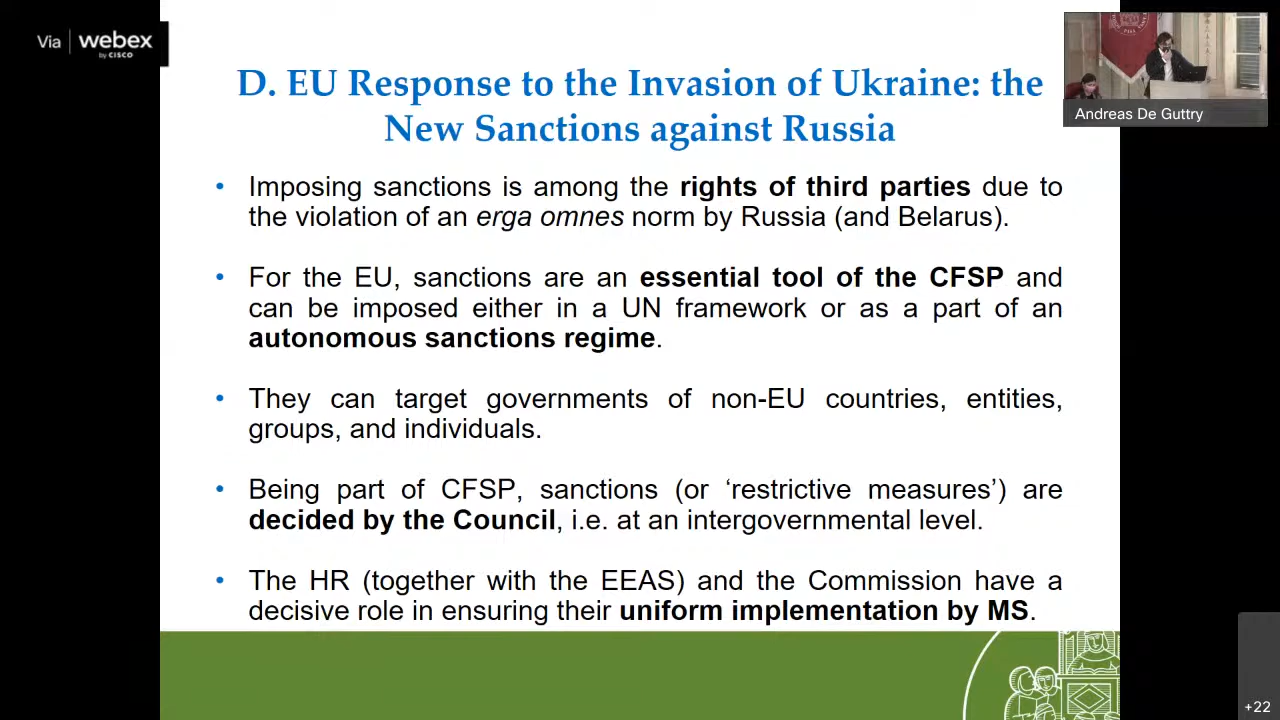 Via webex
by CISCO
Andreas De Guttry
D. EU Response to the Invasion of Ukraine: the
New Sanctions against Russia
• Imposing sanctions is among the rights of third parties due to
the violation of an erga omnes norm by Russia (and Belarus).
• For the EU, sanctions are an essential tool of the CFSP and
can be imposed either in a UN framework or as a part of an
autonomous sanctions regime.
• They can target governments of non-EU countries, entities,
groups, and individuals.
• Being part of CFSP, sanctions (or ‘restrictive measures’) are
decided by the Council, i.e. at an intergovernmental level.
• The HR (together with the EEAS) and the Commission have a
decisive role in ensuring their uniform implementation by MS.
+22